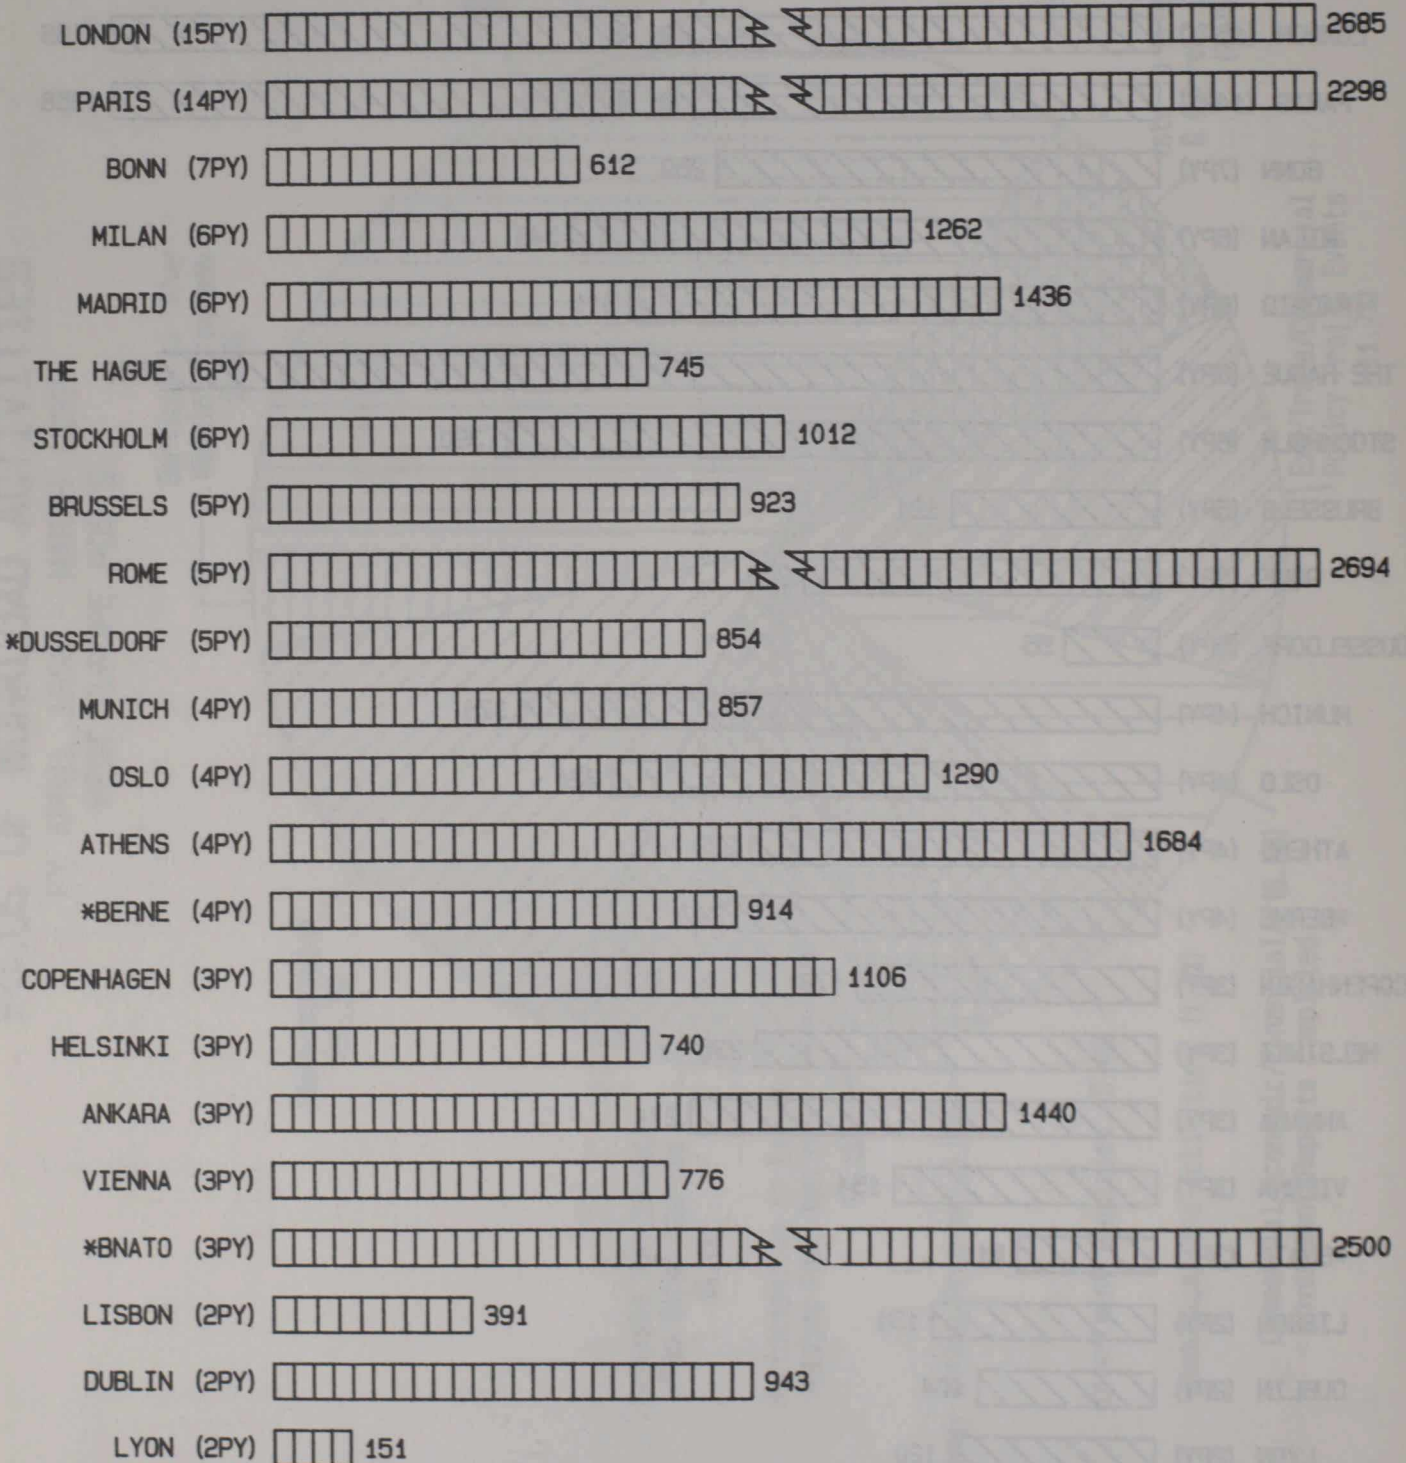 LONDON (15PY) 2685
PARIS (14PY) 2298
BONN (7PY) 612
MILAN (6PY) 1262
MADRID (6PY) 1436
THE HAGUE (6PY) 745
STOCKHOLM (6PY) 1012
BRUSSELS (5PY) 923
ROME (5PY) 2694
*DUSSELDORF (5PY) 854
MUNICH (4PY) 857
OSLO (4PY) 1290
ATHENS (4PY) 1684
*BERNE (4PY) 914
COPENHAGEN (3PY) 1106
HELSINKI (3PY) 740
ANKARA (3PY) 1440
VIENNA (3PY) 776
*BNATO (3PY) 2500
LISBON (2PY) 391
DUBLIN (2PY) 943
LYON (2PY) 151